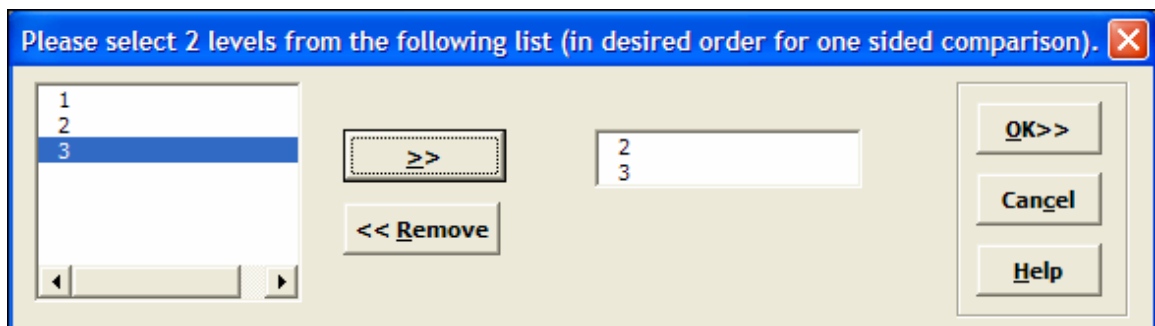 Please select 2 levels from the following list (in desired order for one sided comparison).
1
2
3
>>
<< Remove
2
3
OK>>
Cancel
Help